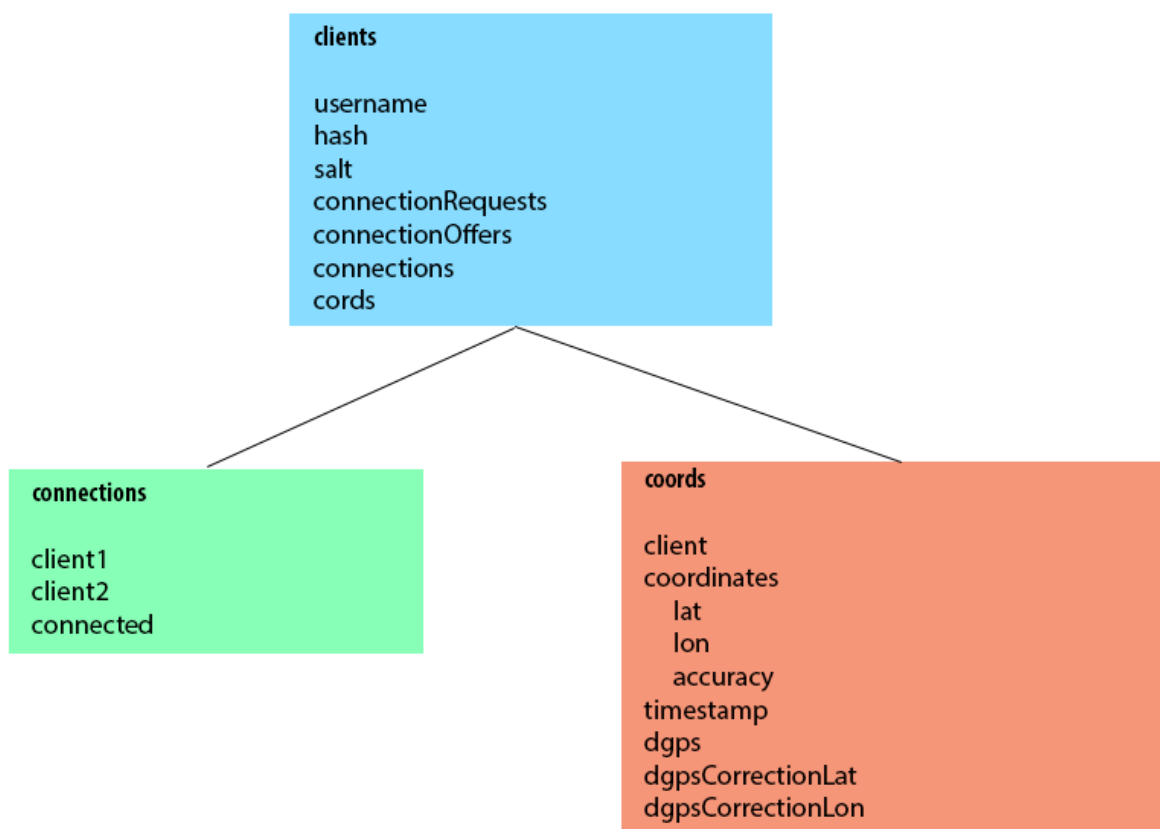 clients
username
hash
salt
connectionRequests
connectionOffers
connections
cords
connections
client1
client2
connected
coords
client
coordinates
lat
lon
accuracy
timestamp
dgps
dgpsCorrectionLat
dgpsCorrectionLon